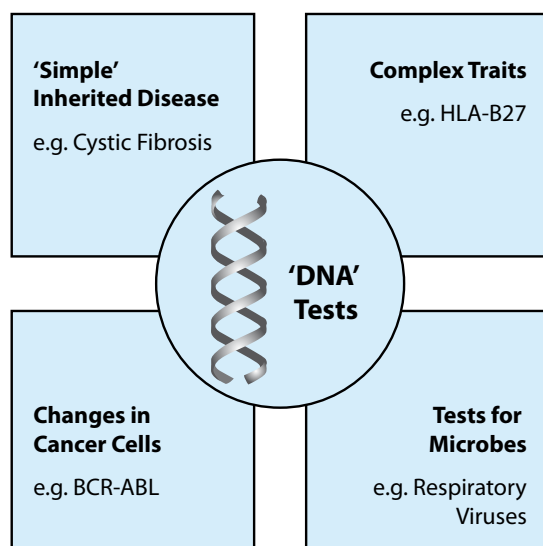 ‘Simple’
Inherited Disease
e.g. Cystic Fibrosis
Complex Traits
e.g. HLA-B27
‘DNA’
Tests
Changes in
Cancer Cells
e.g. BCR-ABL
Tests for
Microbes
e.g. Respiratory
Viruses